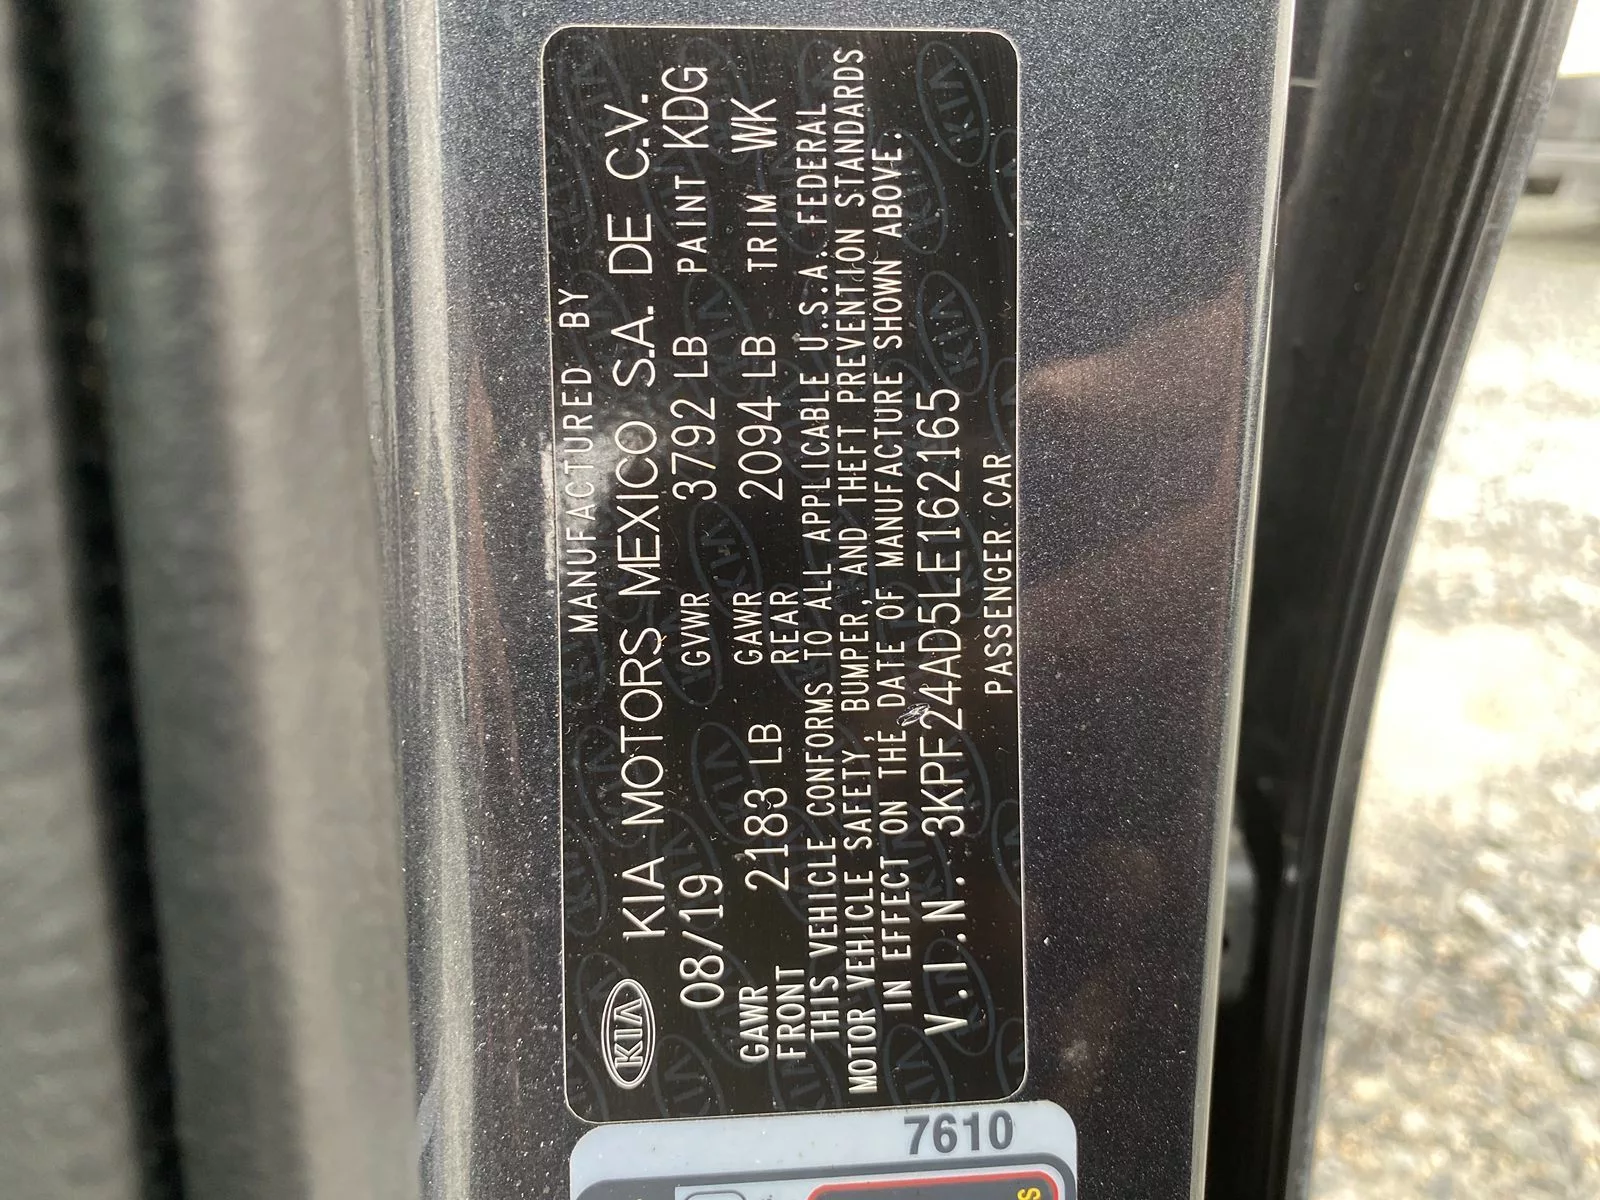 MANUFACTURED BY
KIA KIA MOTORS MEXICO S.A. DE C.V.
08/19 GVWR 3792 LB PAINT KDG
GAWR FRONT 2183 LB GAWR REAR 2094 LB TRIM WK
THIS VEHICLE CONFORMS TO ALL APPLICABLE U.S.A. FEDERAL
MOTOR VEHICLE SAFETY, BUMPER, AND THEFT PREVENTION STANDARDS
IN EFFECT ON THE DATE OF MANUFACTURE SHOWN ABOVE.
V.I.N. 3KPF24AD5LE162165
PASSENGER CAR
7610